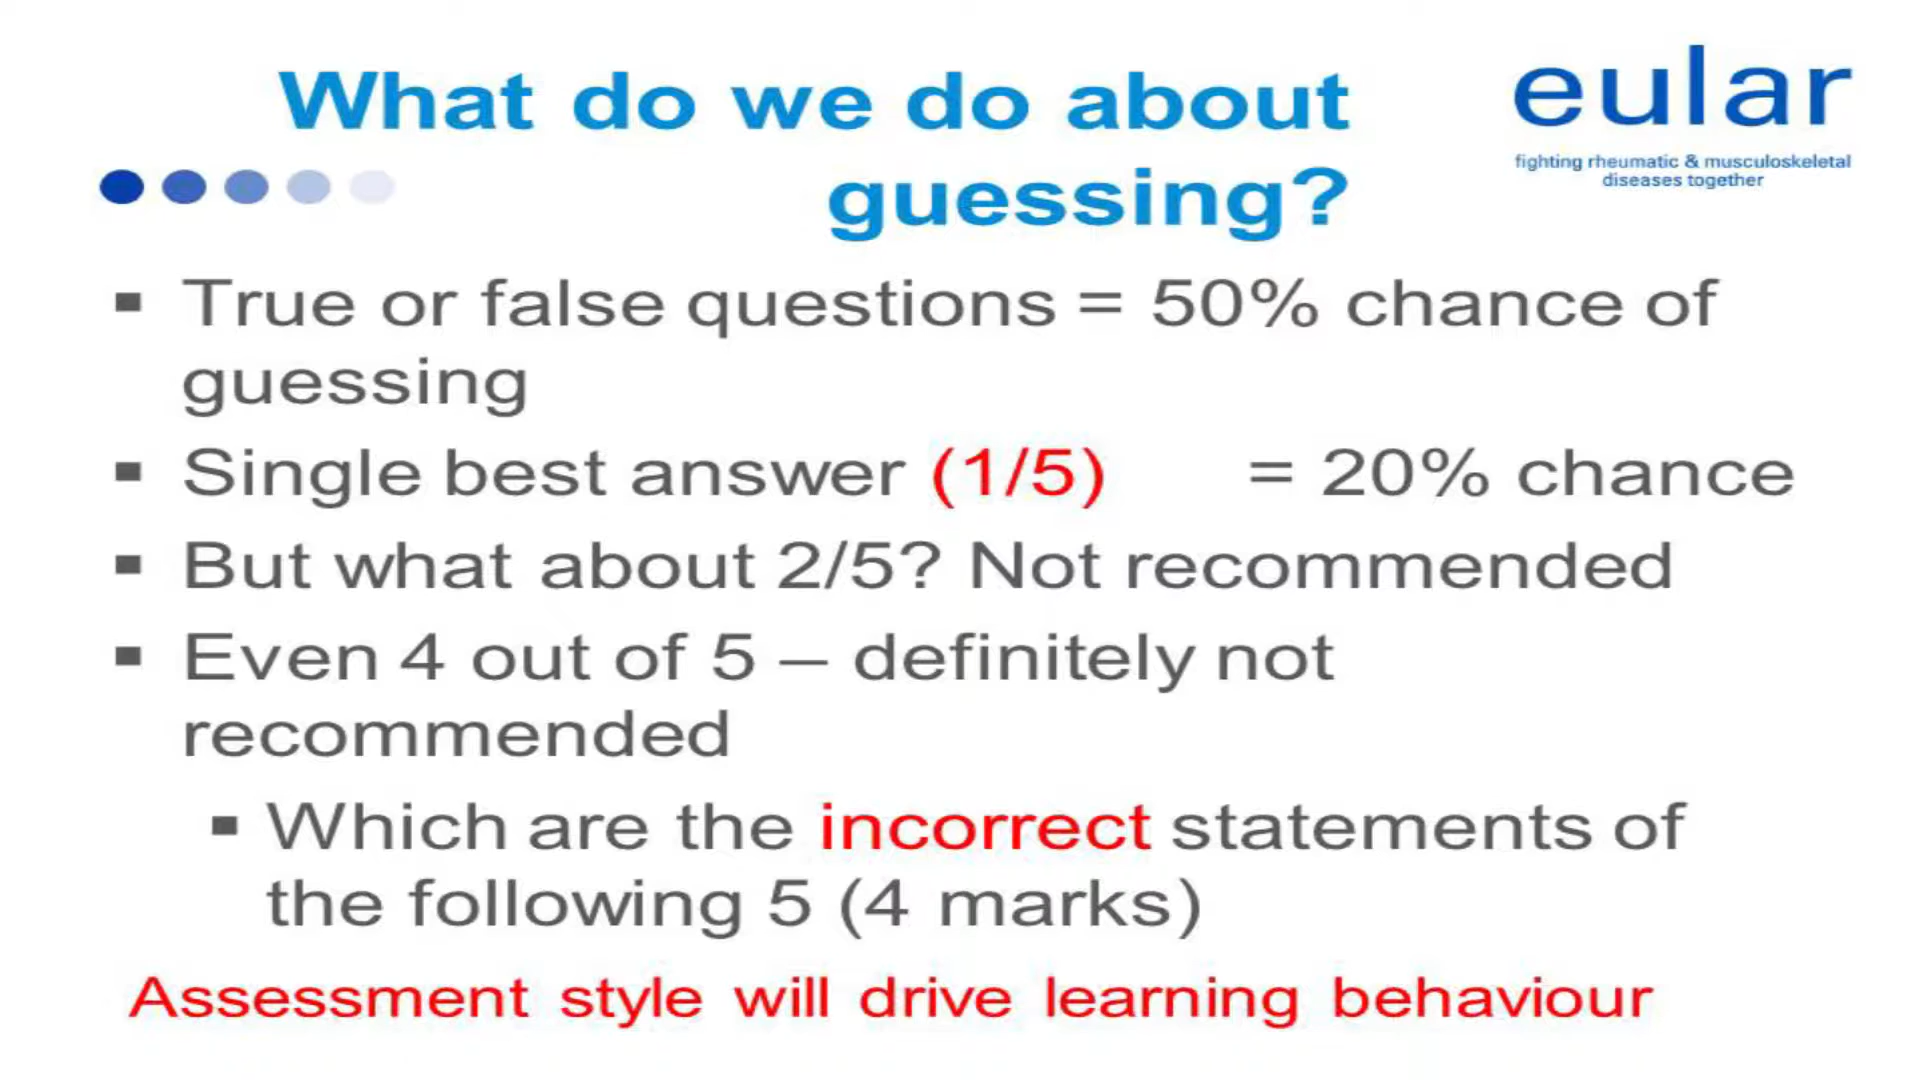 What do we do about
guessing?
eular
fighting rheumatic & musculoskeletal
diseases together
▪ True or false questions = 50% chance of
guessing
▪ Single best answer (1/5) = 20% chance
▪ But what about 2/5? Not recommended
▪ Even 4 out of 5 – definitely not
recommended
▪ Which are the incorrect statements of
the following 5 (4 marks)
Assessment style will drive learning behaviour